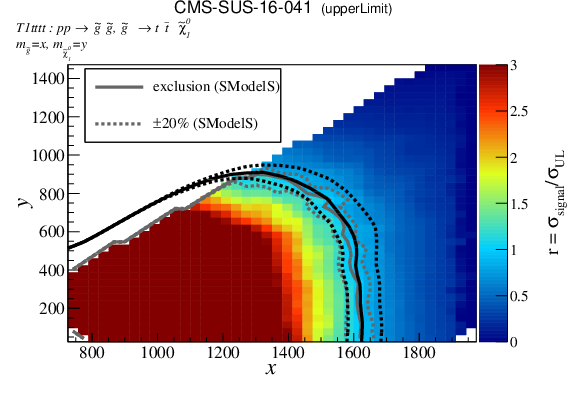 CMS-SUS-16-041 (upperLimit)
T1tttt : pp → g̃ g̃, g̃ → t t̄ χ̃₁⁰
m_g̃=x, m_χ̃₁⁰=y
exclusion (SModelS)
±20% (SModelS)
1400
1200
1000
800
600
400
200
y
800 1000 1200 1400 1600 1800
x
3
2.5
2
1.5
1
0.5
0
r = σ_signal/σ_UL